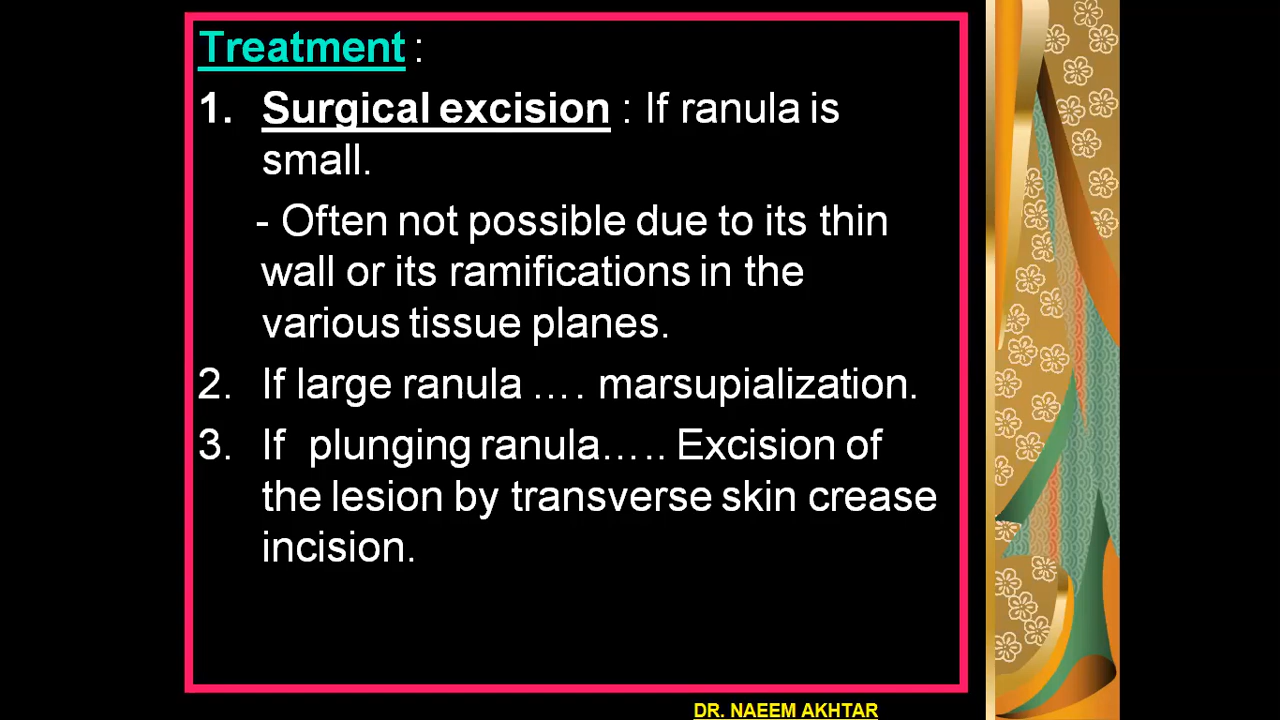 Treatment :
1. Surgical excision : If ranula is
small.
- Often not possible due to its thin
wall or its ramifications in the
various tissue planes.
2. If large ranula …. marsupialization.
3. If plunging ranula….. Excision of
the lesion by transverse skin crease
incision.
DR. NAEEM AKHTAR